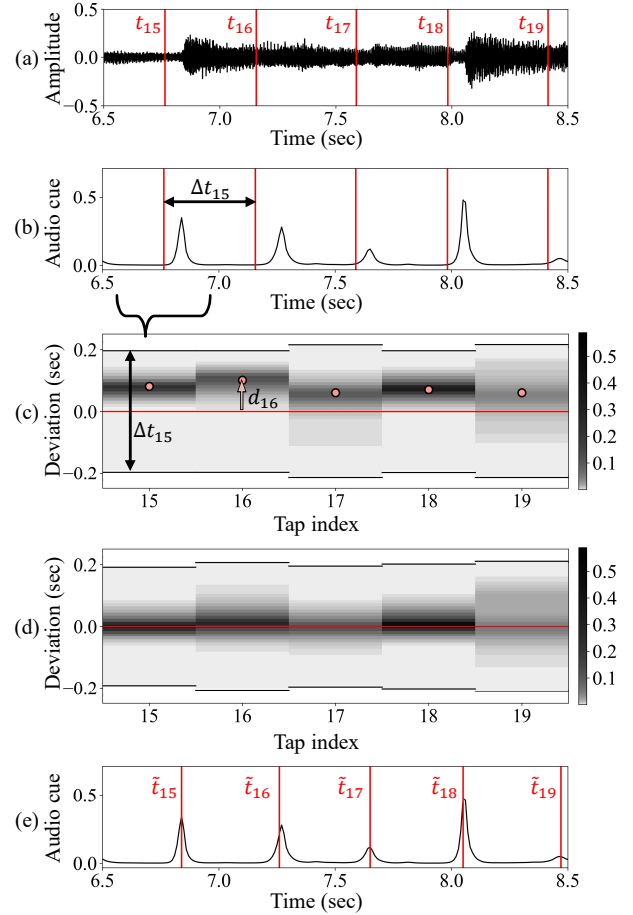 (a)
Amplitude
0.5
0.0
−0.5
t15 t16 t17 t18 t19
6.5 7.0 7.5 8.0 8.5
Time (sec)
(b)
Audio cue
0.5
0.0
Δt15
6.5 7.0 7.5 8.0 8.5
Time (sec)
(c)
Deviation (sec)
0.2
0.0
−0.2
Δt15
d16
0.5
0.4
0.3
0.2
0.1
15 16 17 18 19
Tap index
(d)
Deviation (sec)
0.2
0.0
−0.2
0.5
0.4
0.3
0.2
0.1
15 16 17 18 19
Tap index
(e)
Audio cue
0.5
0.0
t̃15 t̃16 t̃17 t̃18 t̃19
6.5 7.0 7.5 8.0 8.5
Time (sec)